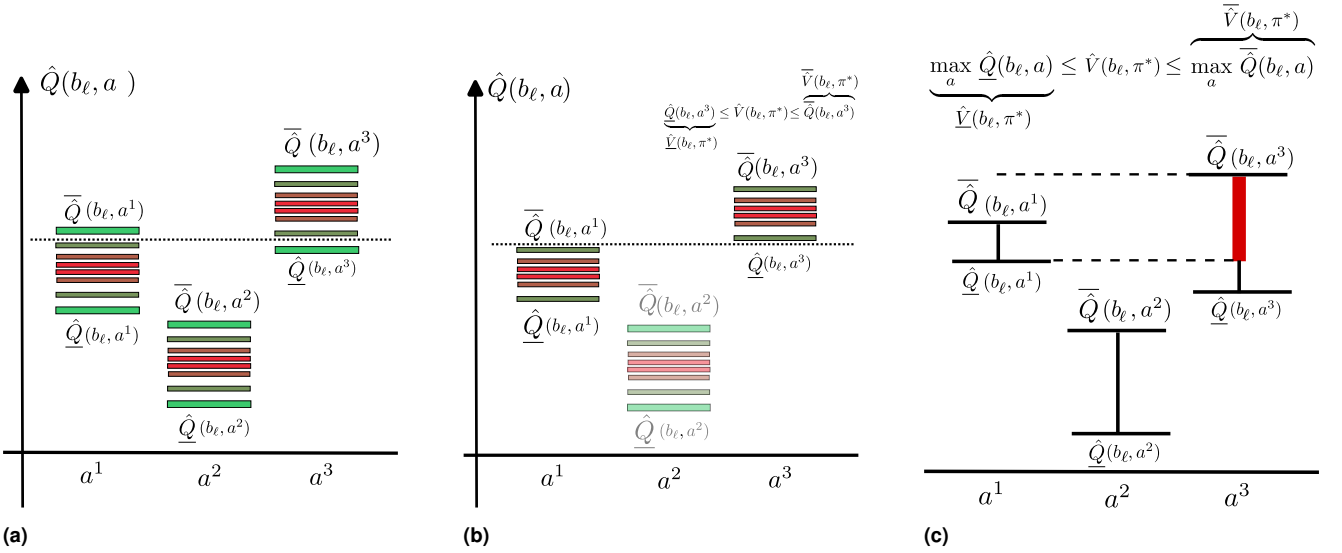 Q̂(b_ℓ, a )
Q̂̅(b_ℓ, a³)
Q̂̅(b_ℓ, a¹)
Q̲̂(b_ℓ, a³)
Q̂̅(b_ℓ, a²)
Q̲̂(b_ℓ, a¹)
Q̲̂(b_ℓ, a²)
a¹ a² a³
(a)
Q̂(b_ℓ, a)
V̂̅(b_ℓ, π*)
Q̲̂(b_ℓ, a³) ≤ V̂(b_ℓ, π*) ≤ Q̂̅(b_ℓ, a³)
V̲̂(b_ℓ, π*)
Q̂̅(b_ℓ, a³)
Q̂̅(b_ℓ, a¹)
Q̲̂(b_ℓ, a³)
Q̂̅(b_ℓ, a²)
Q̲̂(b_ℓ, a¹)
Q̲̂(b_ℓ, a²)
a¹ a² a³
(b)
V̂̅(b_ℓ, π*)
max_a Q̲̂(b_ℓ, a) ≤ V̂(b_ℓ, π*) ≤ max_a Q̂̅(b_ℓ, a)
V̲̂(b_ℓ, π*)
Q̂̅(b_ℓ, a³)
Q̂̅(b_ℓ, a¹)
Q̲̂(b_ℓ, a¹)
Q̂̅(b_ℓ, a²)
Q̲̂(b_ℓ, a³)
Q̲̂(b_ℓ, a²)
a¹ a² a³
(c)